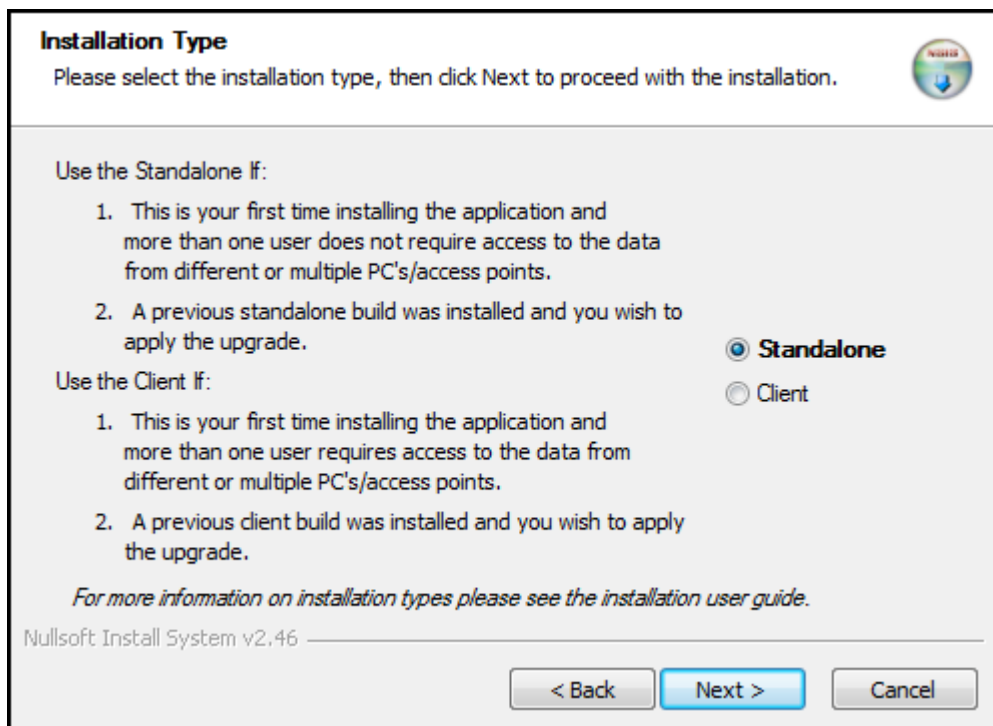 Installation Type
Please select the installation type, then click Next to proceed with the installation.
Use the Standalone If:
1. This is your first time installing the application and
more than one user does not require access to the data
from different or multiple PC's/access points.
2. A previous standalone build was installed and you wish to
apply the upgrade.
Standalone
Use the Client If:
Client
1. This is your first time installing the application and
more than one user requires access to the data from
different or multiple PC's/access points.
2. A previous client build was installed and you wish to apply
the upgrade.
For more information on installation types please see the installation user guide.
Nullsoft Install System v2.46
< Back
Next >
Cancel